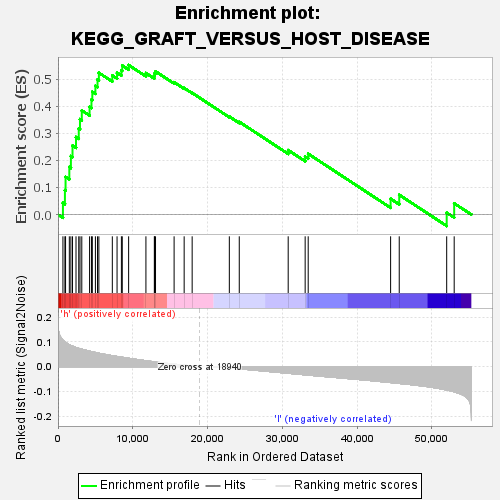 Enrichment plot:
KEGG_GRAFT_VERSUS_HOST_DISEASE
Enrichment score (ES)
0.5
0.4
0.3
0.2
0.1
0.0
'h' (positively correlated)
Ranked list metric (Signal2Noise)
0.2
0.1
0.0
-0.1
-0.2
Zero cross at 18940
'l' (negatively correlated)
0 10,000 20,000 30,000 40,000 50,000
Rank in Ordered Dataset
Enrichment profile Hits Ranking metric scores